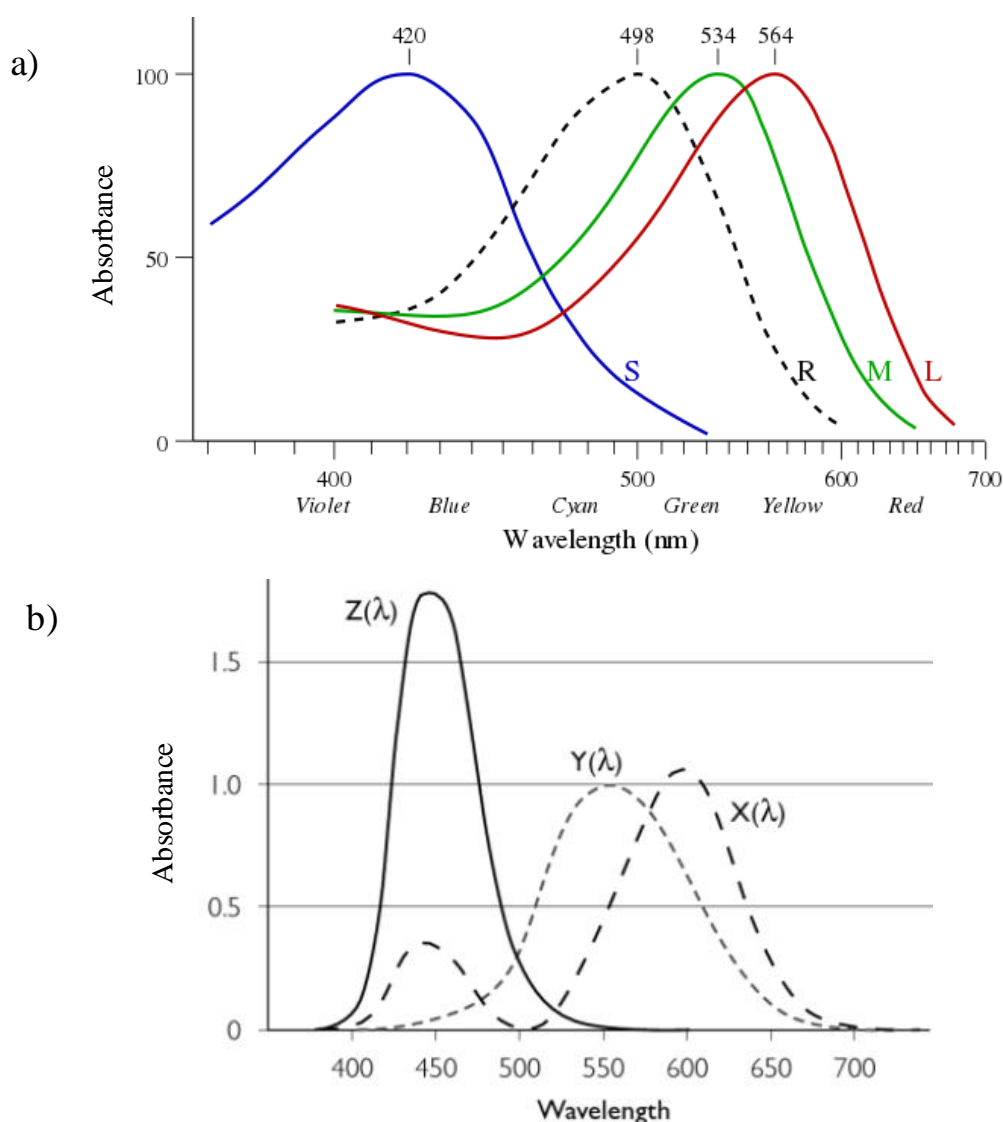 a)
420 498 534 564
100
50
0
Absorbance
S R M L
400 500 600 700
Violet Blue Cyan Green Yellow Red
Wavelength (nm)
b)
Z(λ)
1.5
Y(λ)
1.0
X(λ)
0.5
0
Absorbance
400 450 500 550 600 650 700
Wavelength